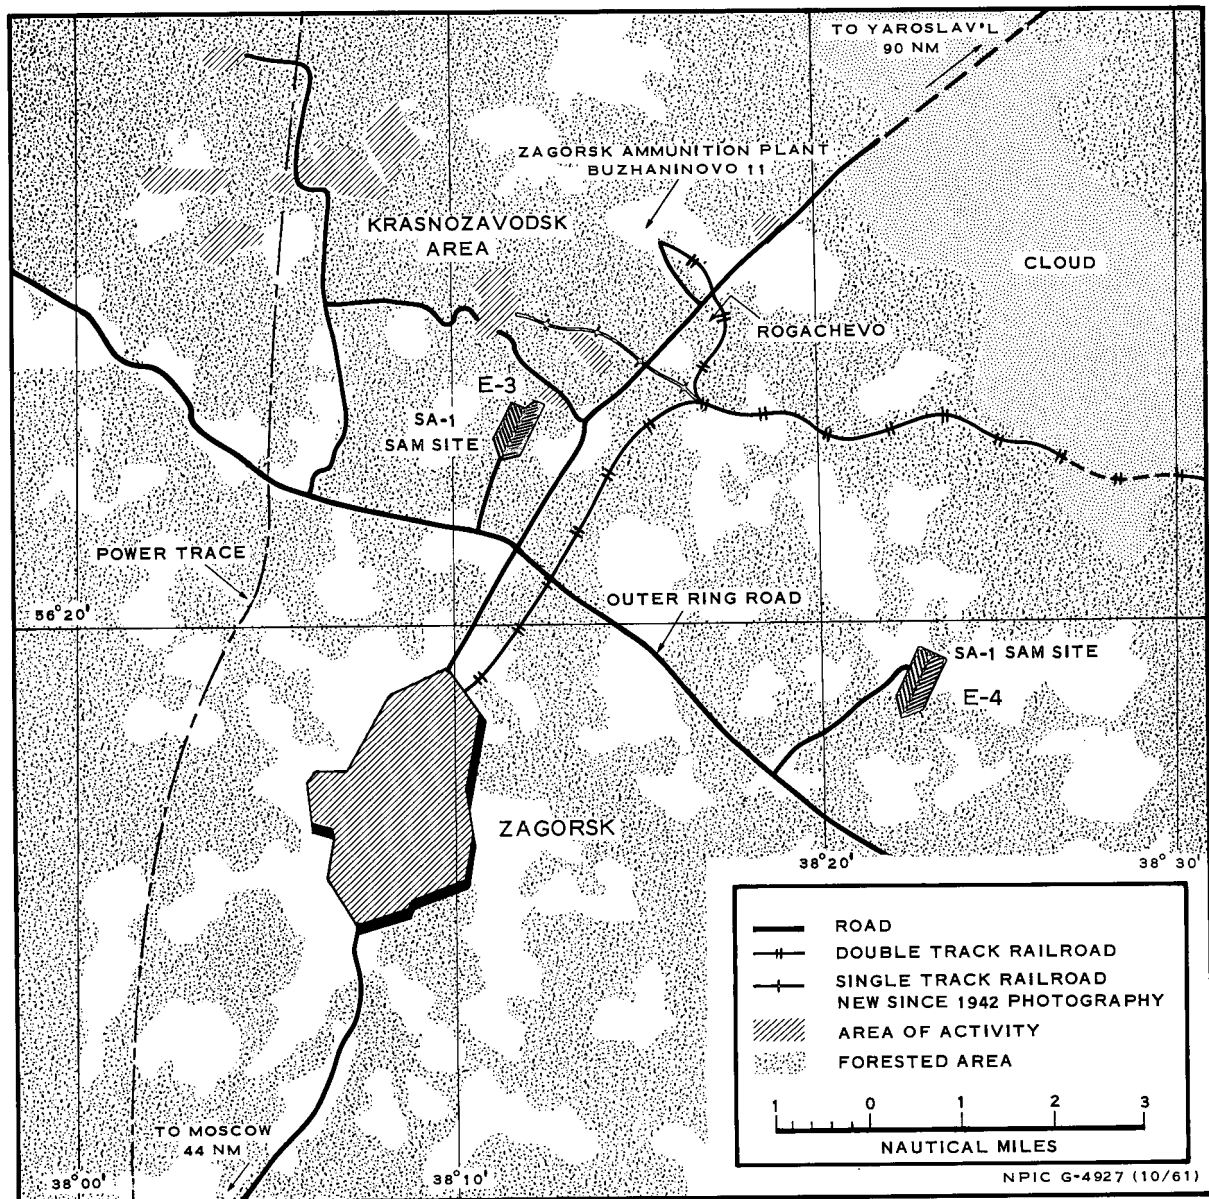 TO YAROSLAV'L
90 NM
ZAGORSK AMMUNITION PLANT
BUZHANINOVO 11
KRASNOZAVODSK
AREA
CLOUD
ROGACHEVO
E-3
SA-1
SAM SITE
POWER TRACE
OUTER RING ROAD
56°20'
SA-1 SAM SITE
E-4
ZAGORSK
38°20'
38°30'
ROAD
DOUBLE TRACK RAILROAD
SINGLE TRACK RAILROAD
NEW SINCE 1942 PHOTOGRAPHY
AREA OF ACTIVITY
FORESTED AREA
1 0 1 2 3
NAUTICAL MILES
TO MOSCOW
44 NM
38°00'
38°10'
NPIC G-4927 (10/61)